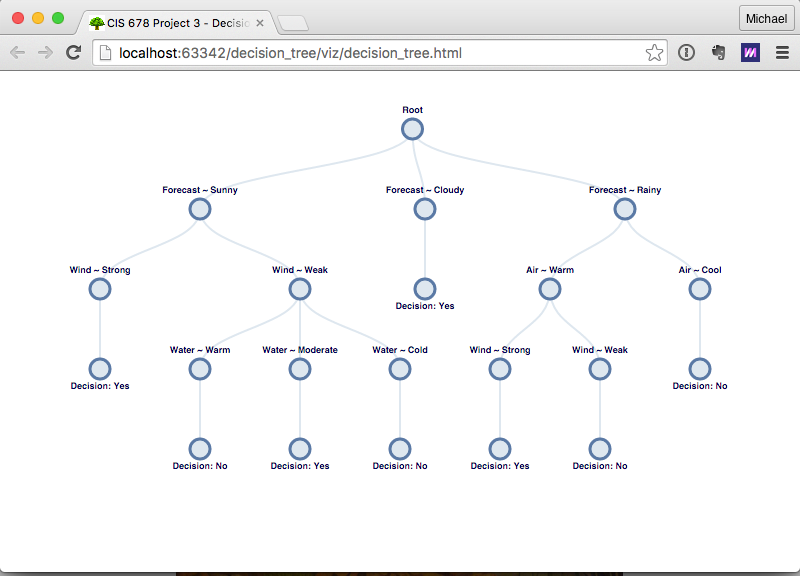 CIS 678 Project 3 - Decisio
Michael
localhost:63342/decision_tree/viz/decision_tree.html
Root
Forecast ~ Sunny
Forecast ~ Cloudy
Forecast ~ Rainy
Wind ~ Strong
Wind ~ Weak
Air ~ Warm
Air ~ Cool
Decision: Yes
Water ~ Warm
Water ~ Moderate
Water ~ Cold
Wind ~ Strong
Wind ~ Weak
Decision: Yes
Decision: No
Decision: No
Decision: Yes
Decision: No
Decision: Yes
Decision: No